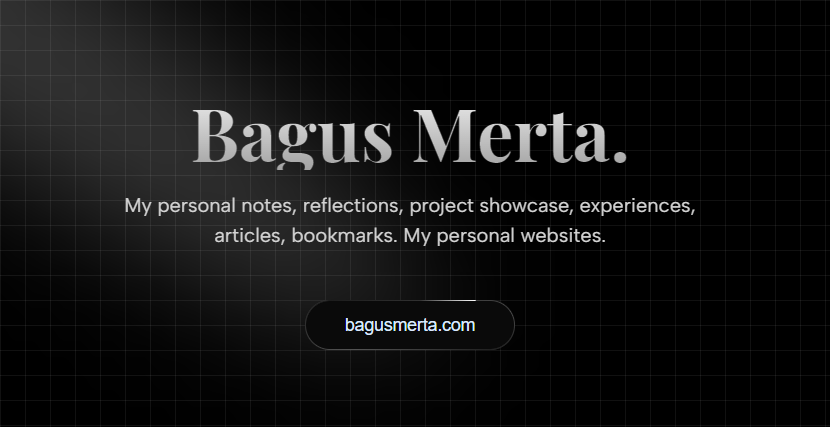 Bagus Merta.
My personal notes, reflections, project showcase, experiences,
articles, bookmarks. My personal websites.
bagusmerta.com